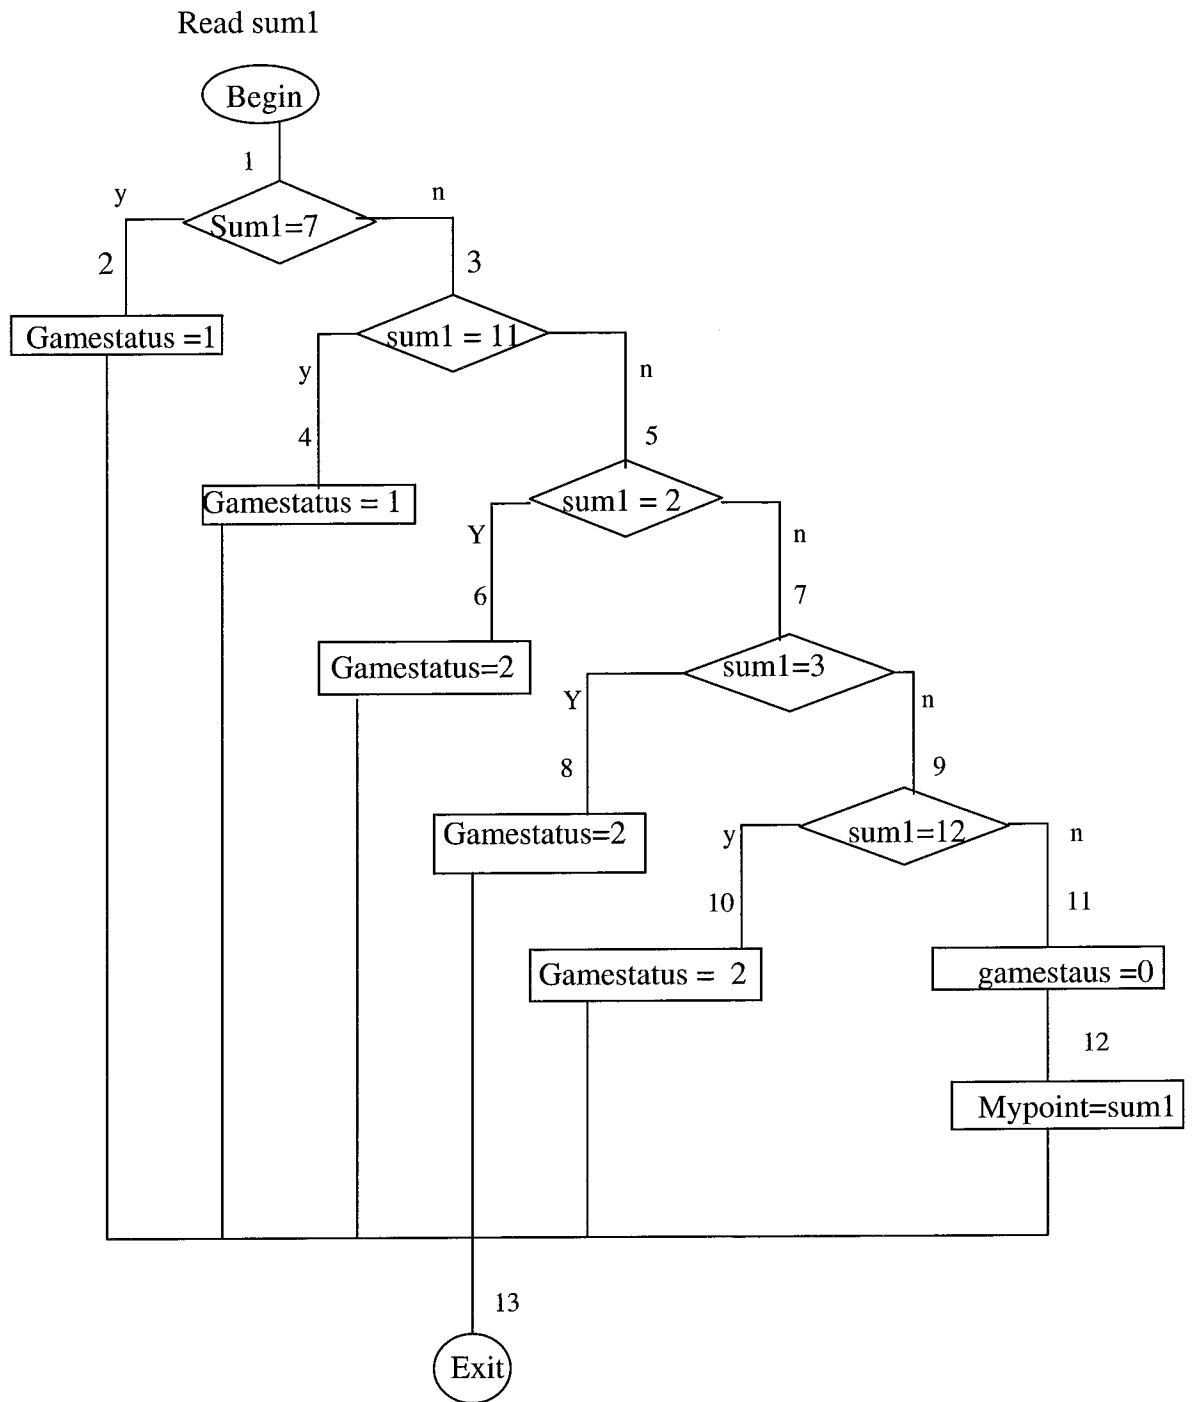 Read sum1
Begin
1
y
n
Sum1=7
2
3
Gamestatus =1
sum1 = 11
y
n
4
5
Gamestatus = 1
sum1 = 2
Y
n
6
7
Gamestatus=2
sum1=3
Y
n
8
9
Gamestatus=2
sum1=12
y
n
10
11
Gamestatus = 2
gamestaus =0
12
Mypoint=sum1
13
Exit